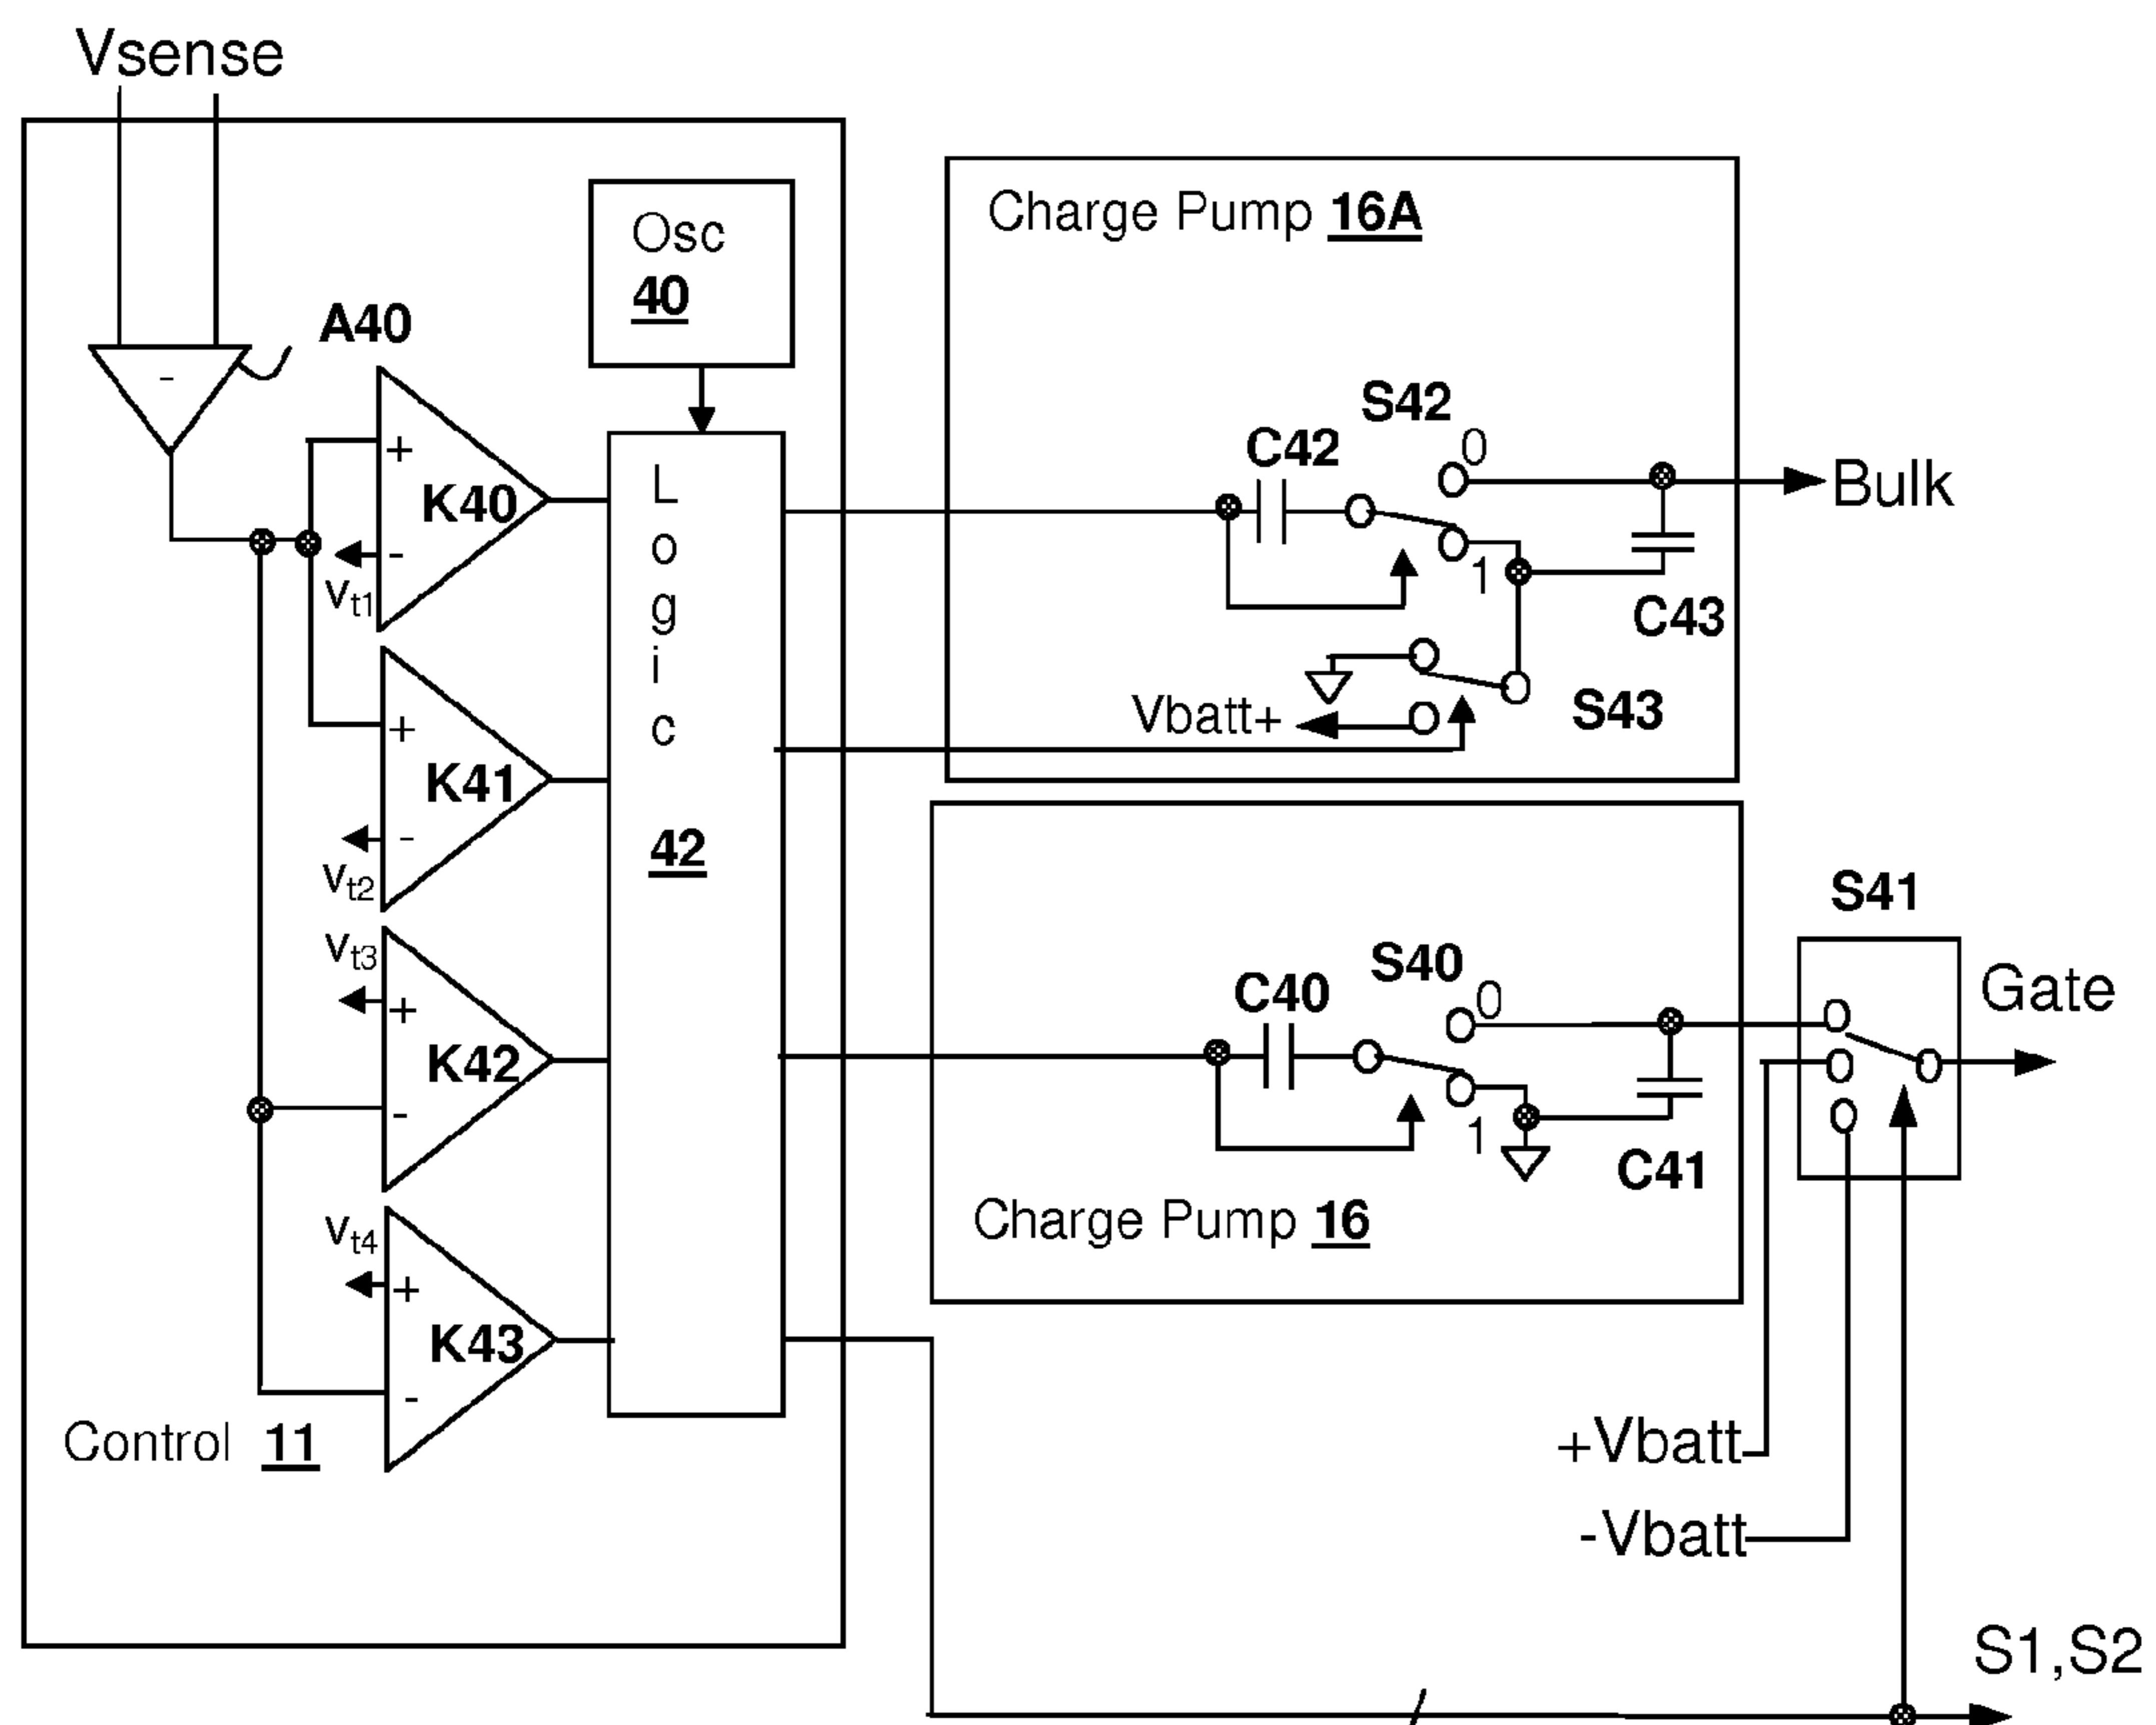 Vsense
Osc
40
A40
+
-
K40
-
vt1
+
K41
-
vt2
vt3
+
K42
-
vt4
+
K43
-
Logic
42
Control 11
Charge Pump 16A
S42
0
C42
1
Bulk
C43
S43
Vbatt+
S41
S40
0
C40
1
Gate
C41
Charge Pump 16
+Vbatt
-Vbatt
S1,S2